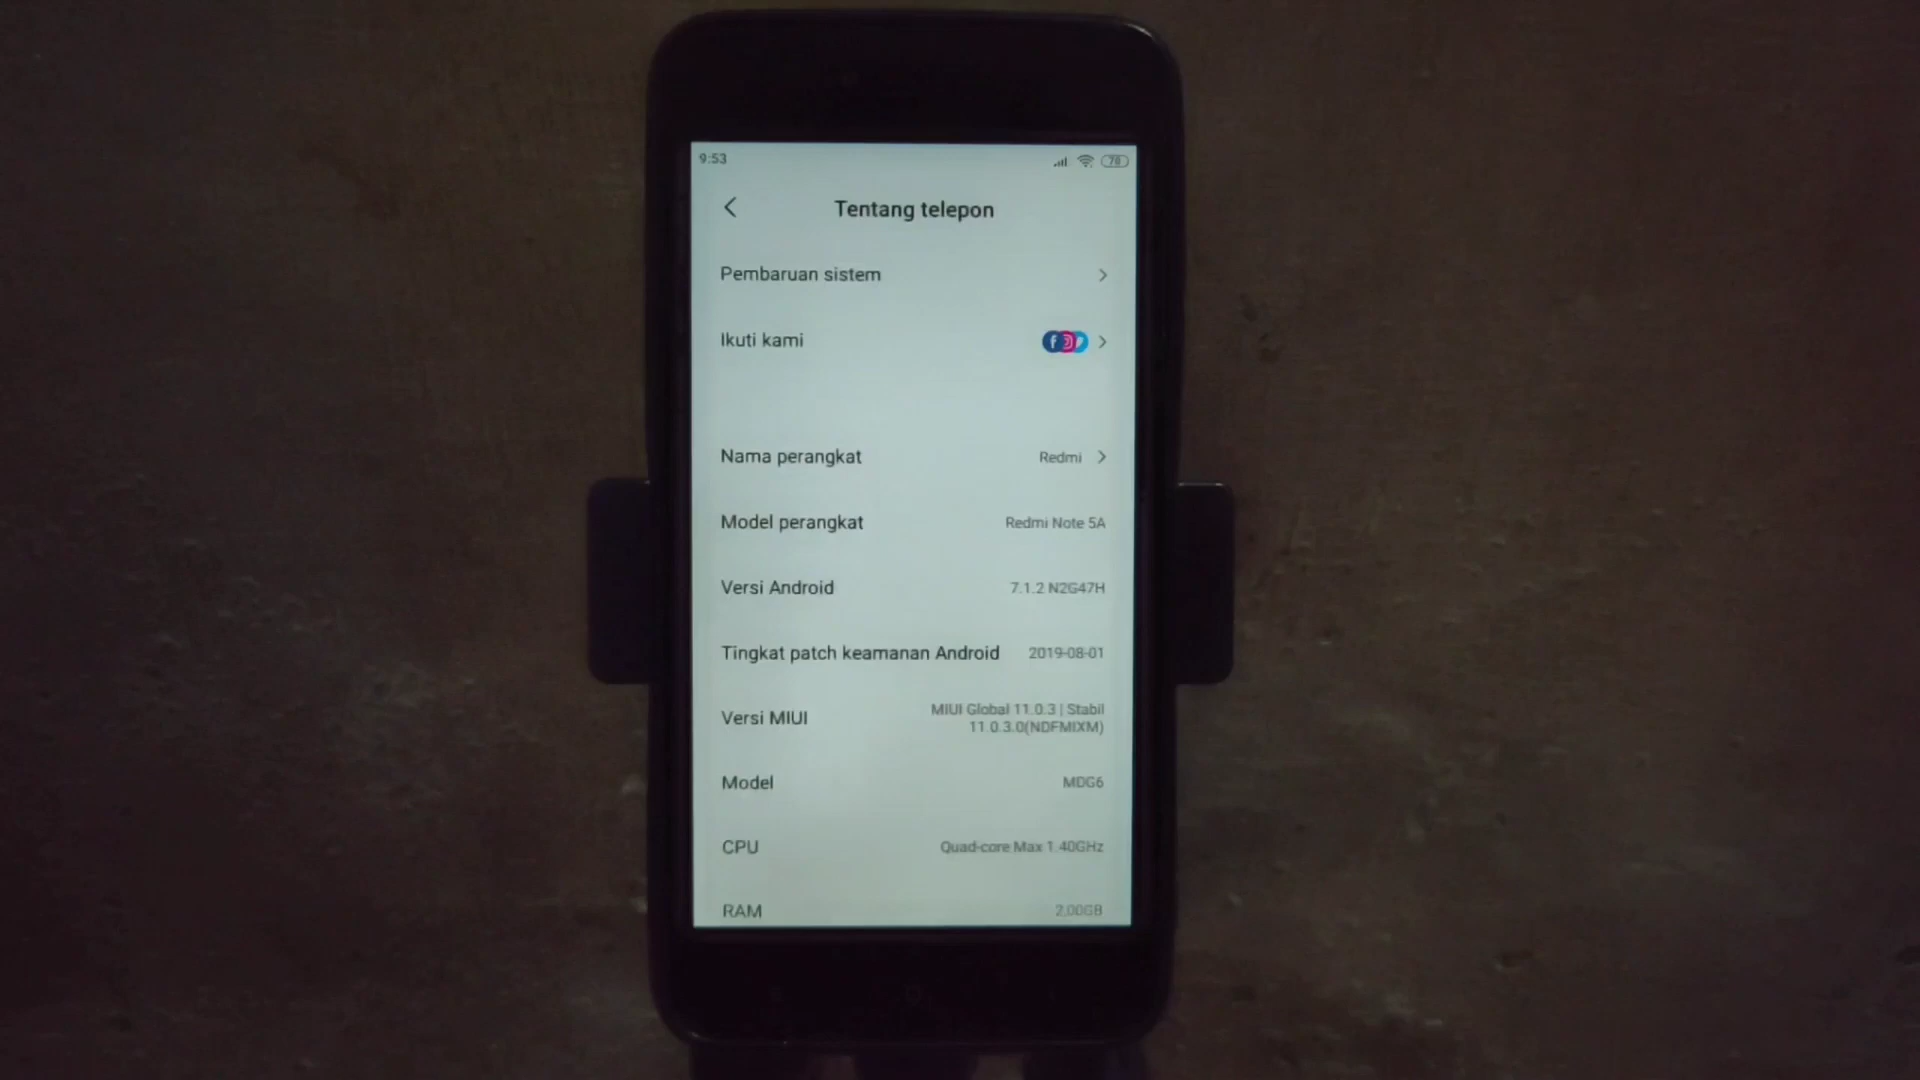 9:53
78
Tentang telepon
Pembaruan sistem
Ikuti kami
Nama perangkat Redmi
Model perangkat Redmi Note 5A
Versi Android 7.1.2 N2G47H
Tingkat patch keamanan Android 2019-08-01
Versi MIUI MIUI Global 11.0.3 | Stabil
11.0.3.0(NDFMIXM)
Model MDG6
CPU Quad-core Max 1.40GHz
RAM 2,00GB